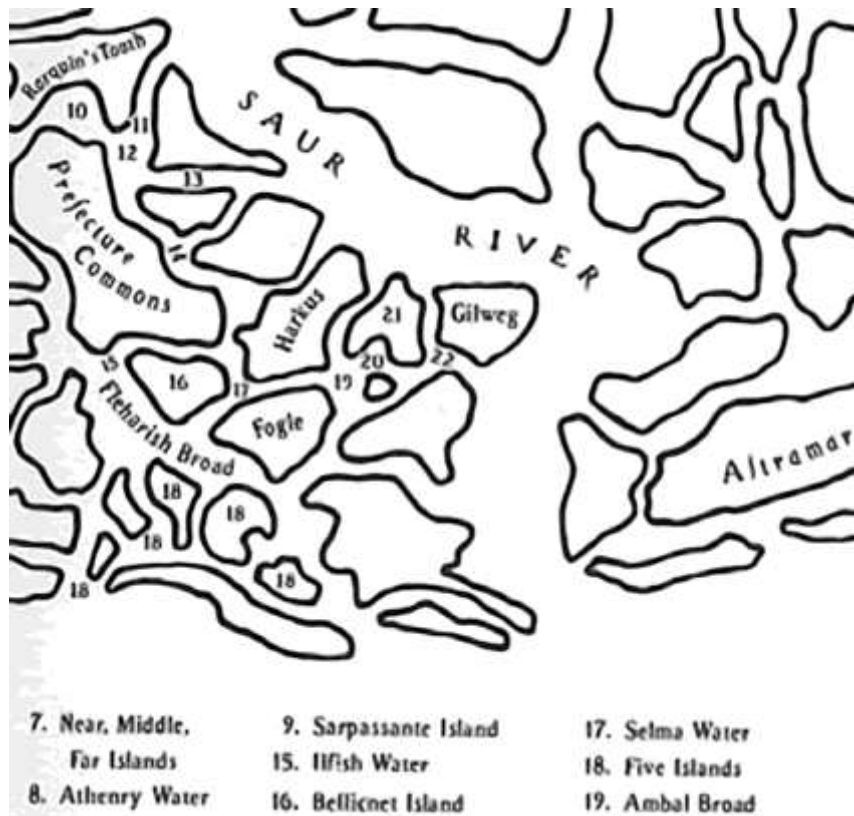 Rorquin's Tooth
10
11
12
SAUR
13
Prefecture
Commons
14
RIVER
Harkus
21
Gilweg
15
16
17
19
20
22
Fleharish Broad
Fogle
Altramar
18
18
18
18
18
7. Near, Middle,
Far Islands
8. Athenry Water
9. Sarpassante Island
15. Ilfish Water
16. Bellicnet Island
17. Selma Water
18. Five Islands
19. Ambal Broad